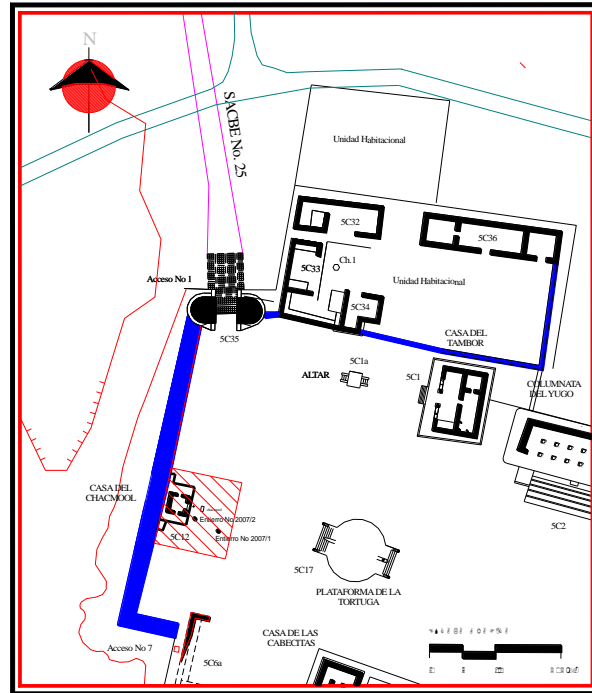 N
SACBE No. 25
Unidad Habitacional
5C32
5C36
5C33
Ch.1
Unidad Habitacional
Acceso No 1
5C34
5C35
CASA DEL
TAMBOR
5C1a
ALTAR
5C1
COLUMNATA
DEL YUGO
CASA DEL
CHACMOOL
Entierro No 2007/2
5C12
Entierro No 2007/1
5C2
5C17
PLATAFORMA DE LA
TORTUGA
CASA DE LAS
CABECITAS
Acceso No 7
5C6a